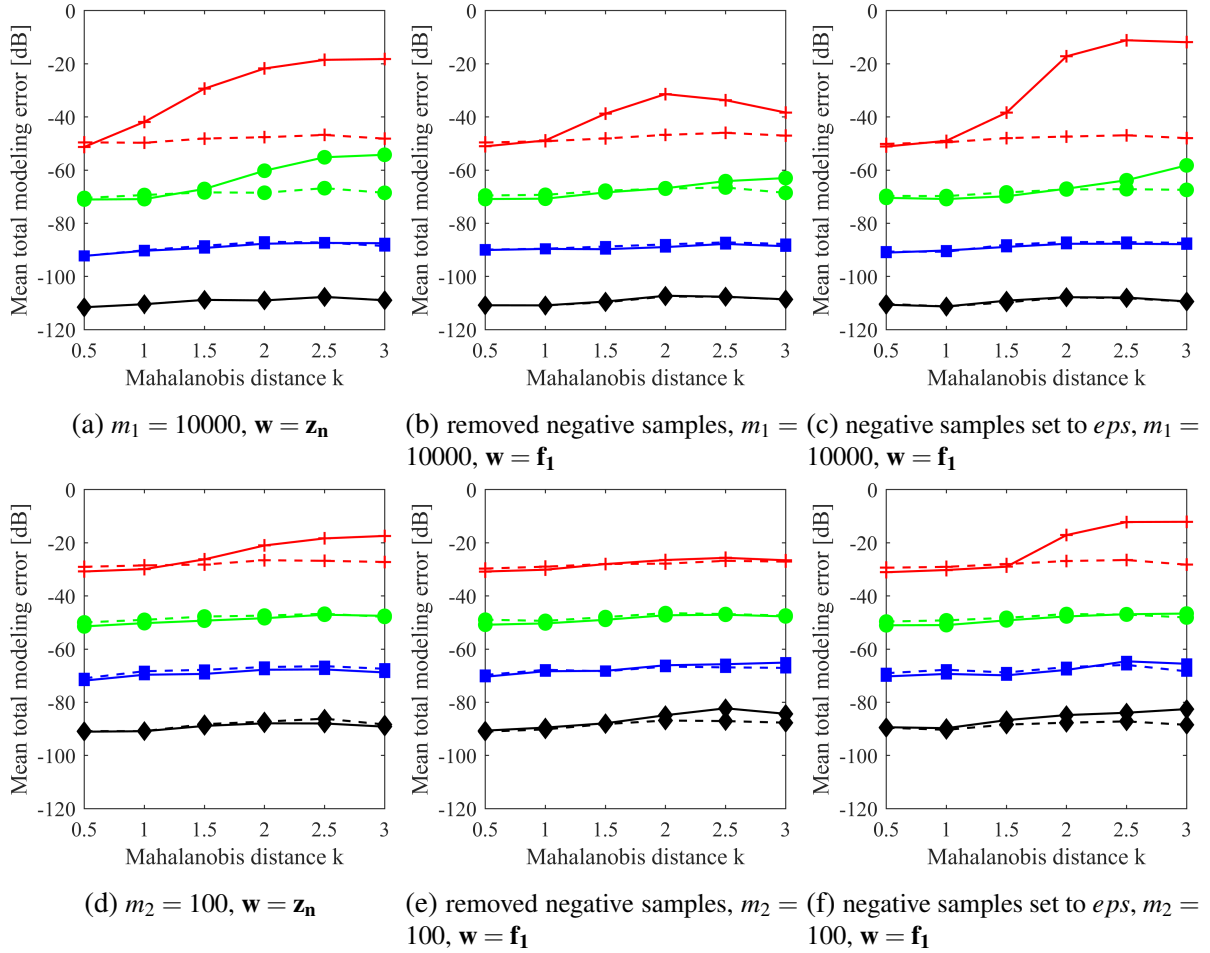 Mean total modeling error [dB]
0
-20
-40
-60
-80
-100
-120
0.5 1 1.5 2 2.5 3
Mahalanobis distance k
(a) m₁ = 10000, w = zₙ
Mean total modeling error [dB]
0
-20
-40
-60
-80
-100
-120
0.5 1 1.5 2 2.5 3
Mahalanobis distance k
(b) removed negative samples, m₁ =
10000, w = f₁
Mean total modeling error [dB]
0
-20
-40
-60
-80
-100
-120
0.5 1 1.5 2 2.5 3
Mahalanobis distance k
(c) negative samples set to eps, m₁ =
10000, w = f₁
Mean total modeling error [dB]
0
-20
-40
-60
-80
-100
-120
0.5 1 1.5 2 2.5 3
Mahalanobis distance k
(d) m₂ = 100, w = zₙ
Mean total modeling error [dB]
0
-20
-40
-60
-80
-100
-120
0.5 1 1.5 2 2.5 3
Mahalanobis distance k
(e) removed negative samples, m₂ =
100, w = f₁
Mean total modeling error [dB]
0
-20
-40
-60
-80
-100
-120
0.5 1 1.5 2 2.5 3
Mahalanobis distance k
(f) negative samples set to eps, m₂ =
100, w = f₁